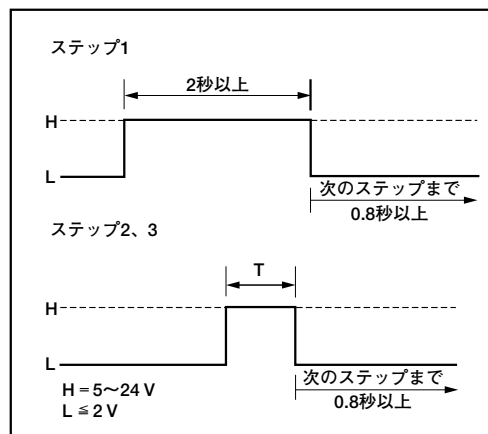 ステップ1
2秒以上
H
L
次のステップまで
0.8秒以上
ステップ2、3
T
H
L
次のステップまで
0.8秒以上
H = 5〜24 V
L ≦ 2 V